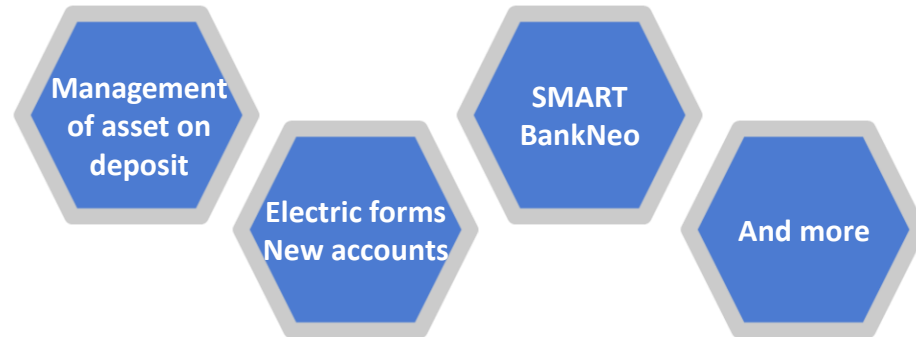 Management
of asset on
deposit
Electric forms
New accounts
SMART
BankNeo
And more